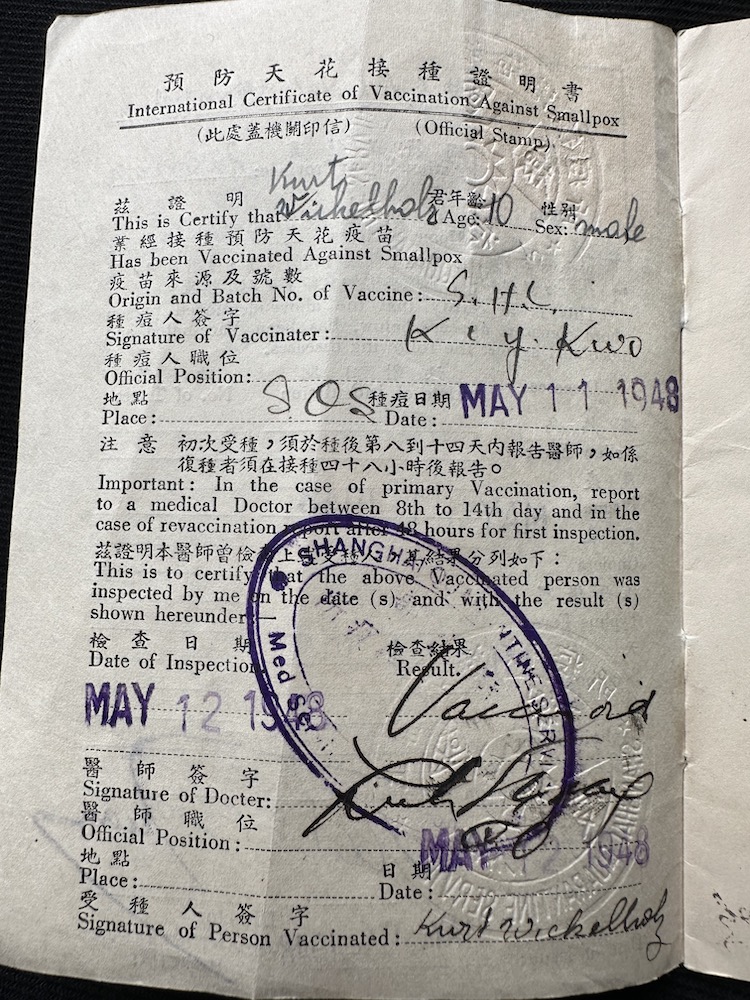 預防天花接種證明書
International Certificate of Vaccination Against Smallpox
(此處蓋機關印信) (Official Stamp)
Kurt
茲證明 君年齡 性別
This is Certify that Wickelholz Age: 10 Sex: male
業經接種預防天花疫苗
Has been Vaccinated Against Smallpox
疫苗來源及號數
Origin and Batch No. of Vaccine: S.H.L.
種痘人簽字
Signature of Vaccinater: K. Y. Kwo
種痘人職位
Official Position:
地點 種痘日期
Place: SQS Date: MAY 11 1948
注意 初次受種,須於種後第八到十四天內報告醫師,如係
復種者須在接種四十八小時後報告。
Important: In the case of primary Vaccination, report
to a medical Doctor between 8th to 14th day and in the
case of revaccination report after 48 hours for first inspection.
茲證明本醫師曾檢 上 受種 其結果分列如下:
This is to certify that the above Vaccinated person was
inspected by me on the date (s) and with the result (s)
shown hereunder—
SHANGHAI QUARANTINE SERVICE
Med
檢查日期 檢查結果
Date of Inspection Result.
MAY 12 1948 Vaccinoid
醫師簽字
Signature of Docter:
醫師職位
Official Position:
MAY 1948
地點 日期
Place: Date:
受種人簽字
Signature of Person Vaccinated: Kurt Wickelholz